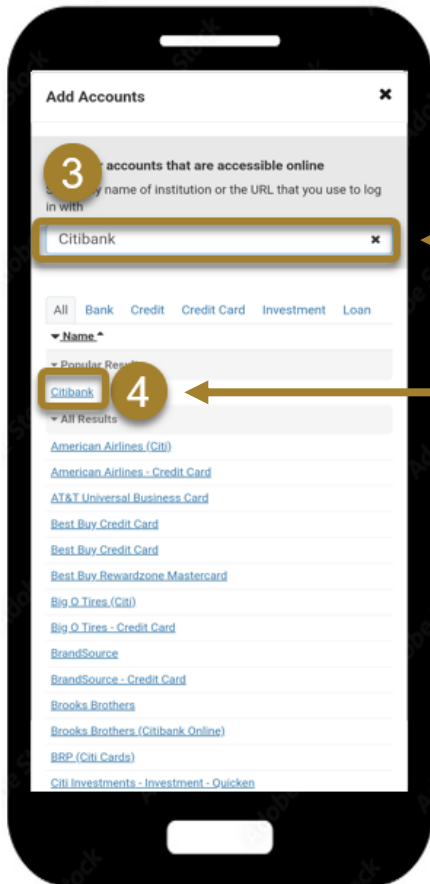 Add Accounts ✖
3
accounts that are accessible online
name of institution or the URL that you use to log
in with
Citibank ✖
All Bank Credit Credit Card Investment Loan
Name
Popular
Citibank
4
All Results
American Airlines (Citi)
American Airlines - Credit Card
AT&T Universal Business Card
Best Buy Credit Card
Best Buy Credit Card
Best Buy Rewardzone Mastercard
Big O Tires (Citi)
Big O Tires - Credit Card
BrandSource
BrandSource - Credit Card
Brooks Brothers
Brooks Brothers (Citibank Online)
BRP (Citi Cards)
Citi Investments - Investment - Quicken